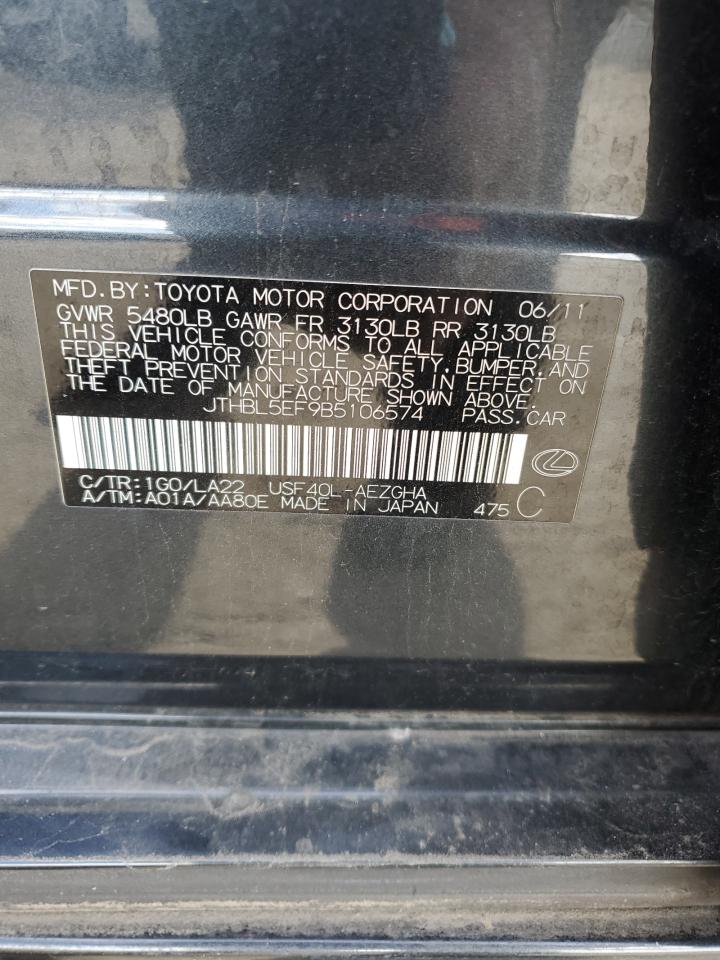 MFD.BY:TOYOTA MOTOR CORPORATION 06/11
GVWR 5480LB GAWR FR 3130LB RR 3130LB
THIS VEHICLE CONFORMS TO ALL APPLICABLE
FEDERAL MOTOR VEHICLE SAFETY,BUMPER,AND
THEFT PREVENTION STANDARDS IN EFFECT ON
THE DATE OF MANUFACTURE SHOWN ABOVE.
JTHBL5EF9B5106574 PASS.CAR
C/TR:1G0/LA22 USF40L-AEZGHA
A/TM:A01A/AA80E MADE IN JAPAN 475 C